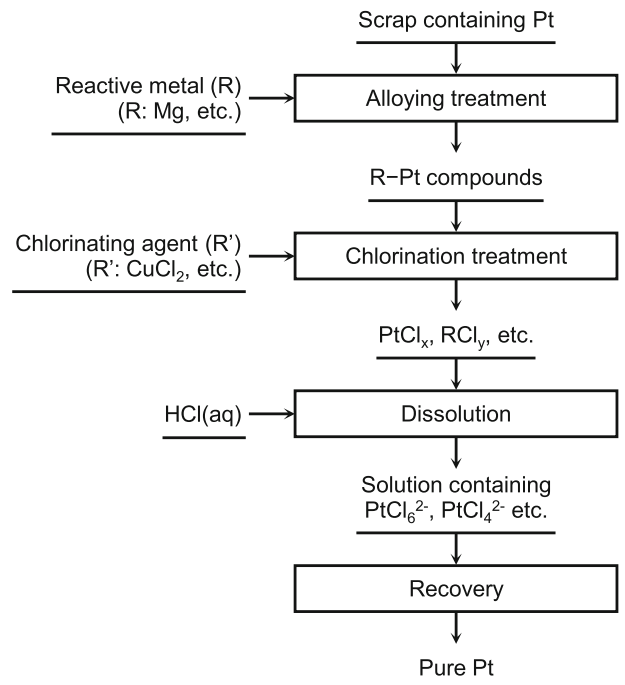 Scrap containing Pt
Reactive metal (R)
(R: Mg, etc.)
Alloying treatment
R−Pt compounds
Chlorinating agent (R’)
(R’: CuCl₂, etc.)
Chlorination treatment
PtClₓ, RClᵧ, etc.
HCl(aq)
Dissolution
Solution containing
PtCl₆²⁻, PtCl₄²⁻ etc.
Recovery
Pure Pt